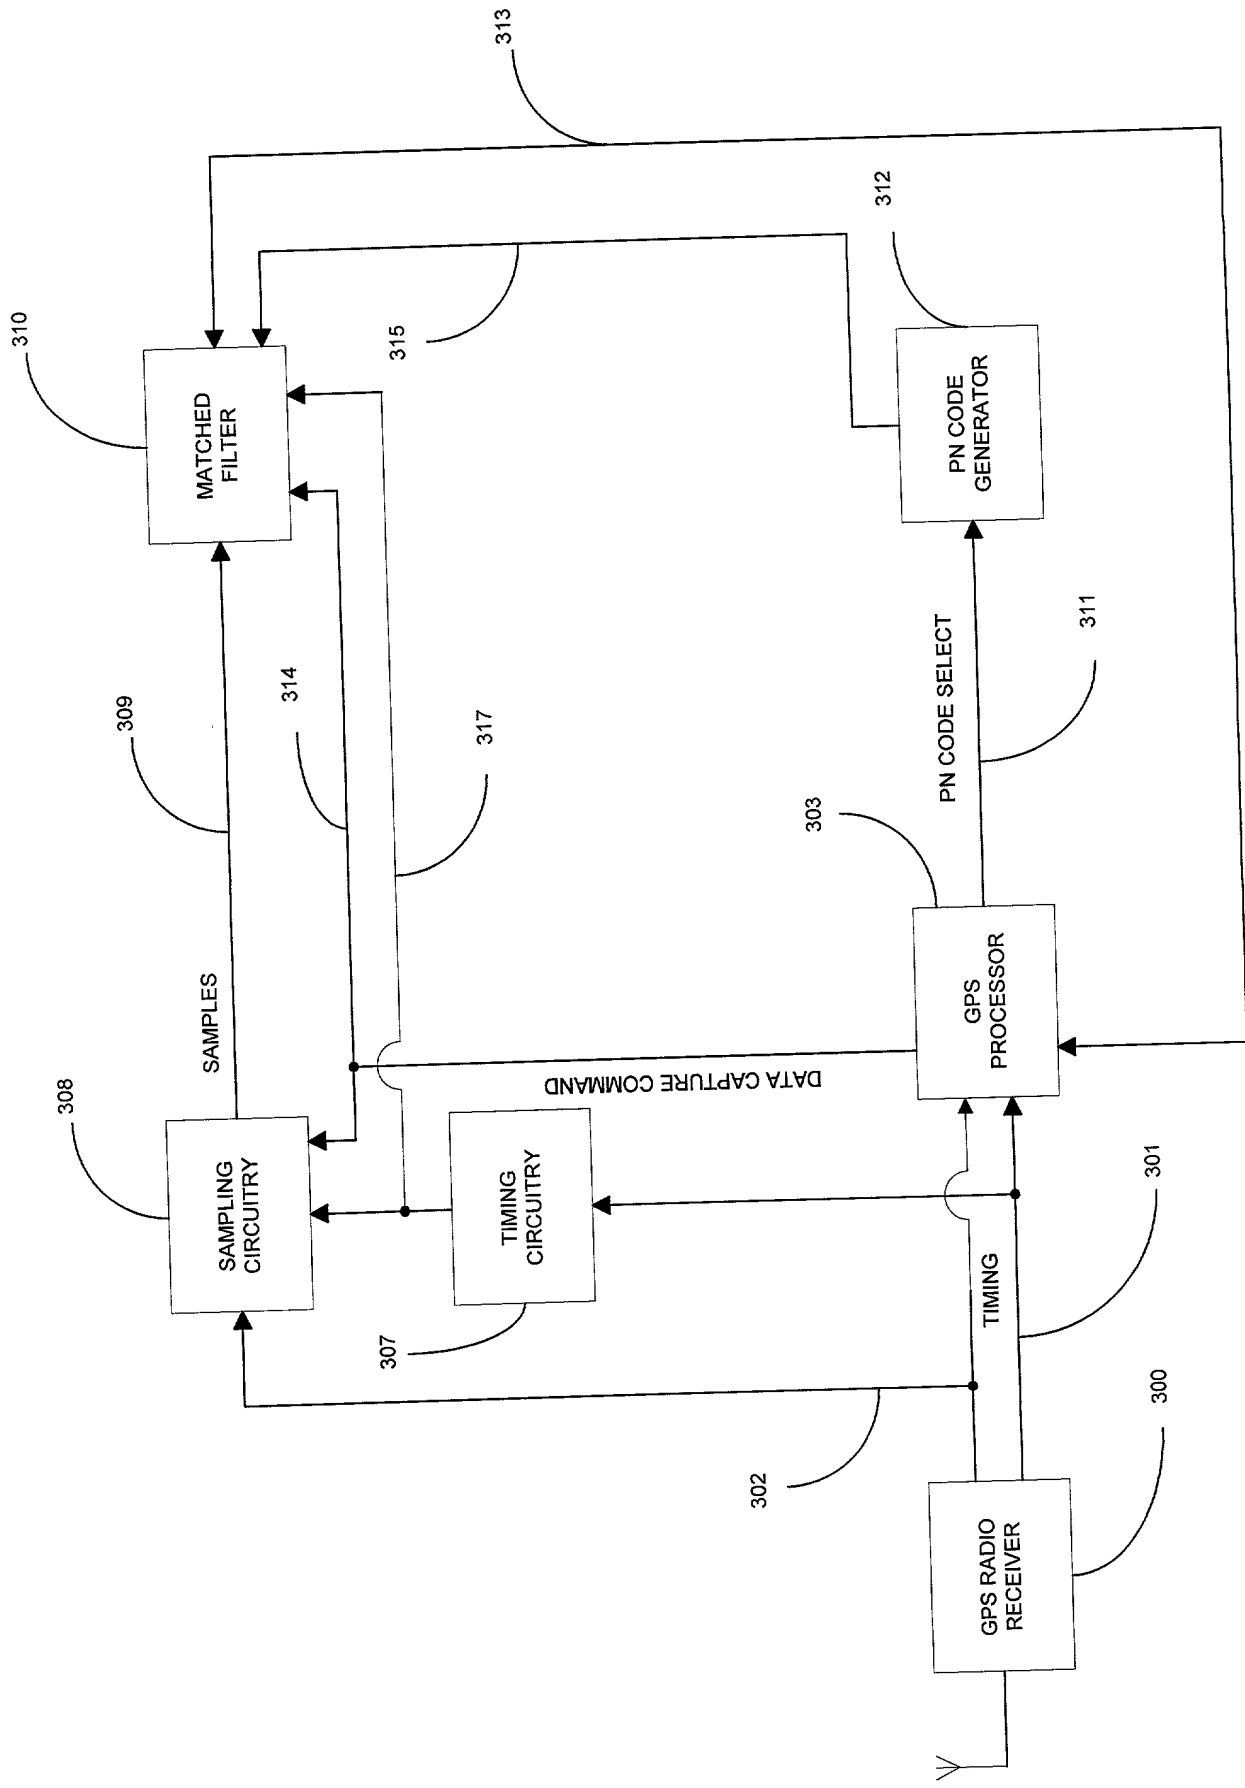 313
310
312
315
MATCHED
FILTER
PN CODE
GENERATOR
309
314
317
311
PN CODE SELECT
303
308
SAMPLES
SAMPLING
CIRCUITRY
DATA CAPTURE COMMAND
GPS
PROCESSOR
TIMING
CIRCUITRY
307
TIMING
301
302
300
GPS RADIO
RECEIVER